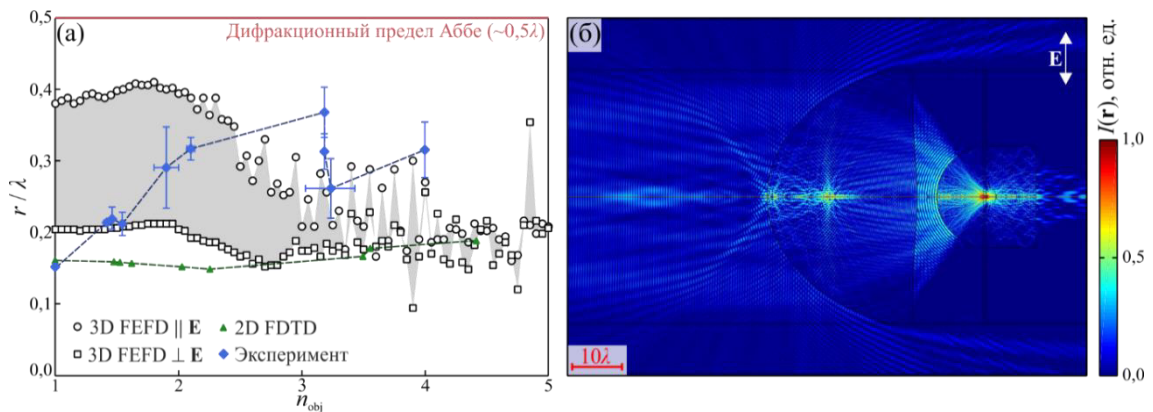 (а)
Дифракционный предел Аббе (~0,5λ)
0,5
0,4
0,3
0,2
0,1
0,0
r / λ
3D FEFD || E
2D FDTD
3D FEFD ⊥ E
Эксперимент
1
2
3
4
5
n_obj
(б)
E
10λ
I(r), отн. ед.
1,0
0,5
0,0